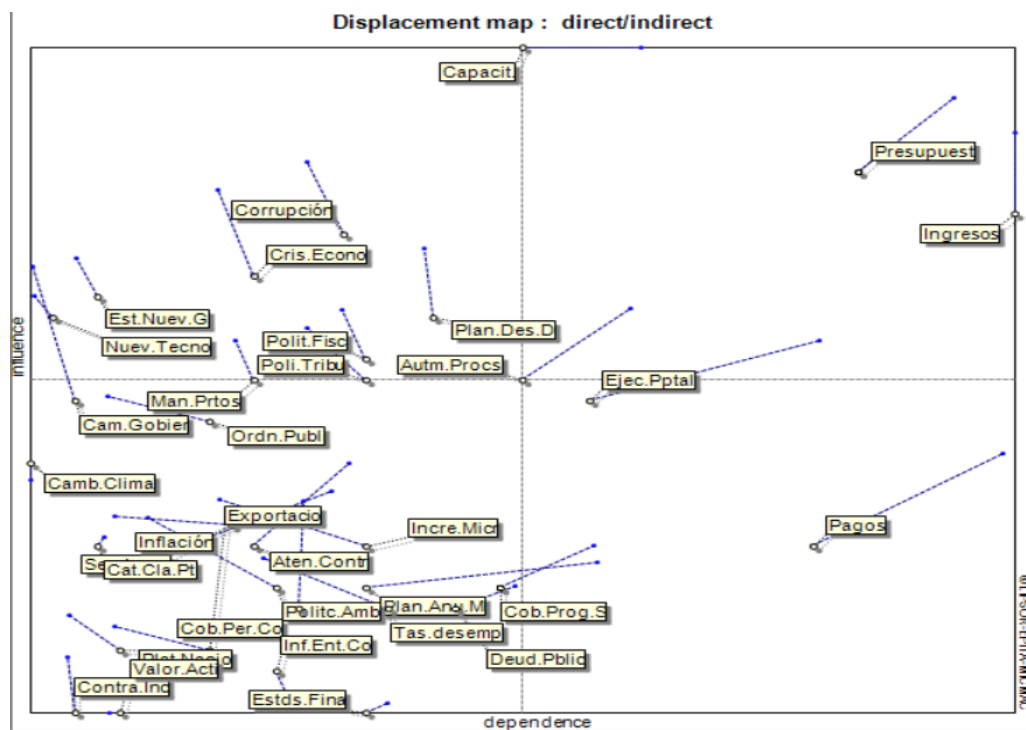 Displacement map : direct/indirect
Capacit.
Presupuest
Corrupción
Ingresos
Cris.Econo
Est.Nuev.G
Plan.Des.D
Nuev.Tecno
Polit.Fisc
Poli.Tribu
Autm.Procs
Ejec.Pptal
influence
Man.Prtos
Cam.Gobier
Ordn.Publ
Camb.Clima
Exportacio
Incre.Micr
Pagos
Inflación
Aten.Contr
Cat.Cla.Pt
Politc.Amb
Plan.Anu.M
Cob.Prog.S
Cob.Per.Co
Tas.desemp
Inf.Ent.Co
Deud.Pblic
Valor.Acti
Contra.Ind
Estds.Fina
dependence